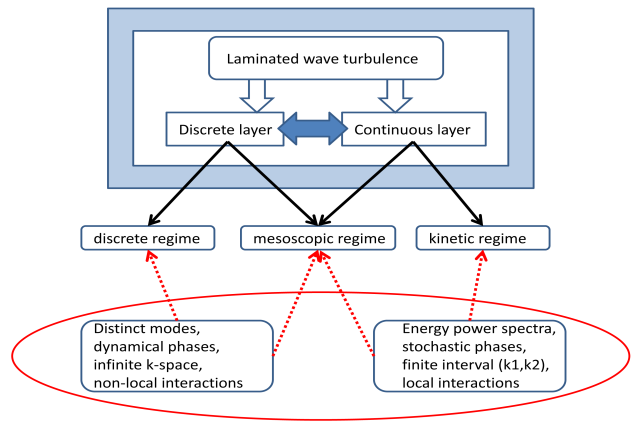 Laminated wave turbulence
Discrete layer
Continuous layer
discrete regime
mesoscopic regime
kinetic regime
Distinct modes,
dynamical phases,
infinite k-space,
non-local interactions
Energy power spectra,
stochastic phases,
finite interval (k1,k2),
local interactions